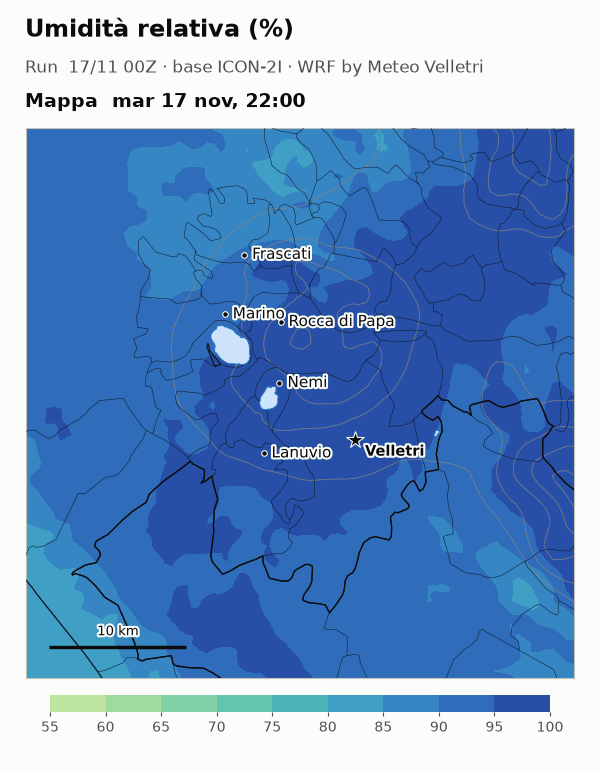 Umidità relativa (%)
Run  17/11 00Z · base ICON-2I · WRF by Meteo Velletri
Mappa  mar 17 nov, 22:00
Frascati
Marino
Rocca di Papa
Nemi
Velletri
Lanuvio
10 km
55 60 65 70 75 80 85 90 95 100